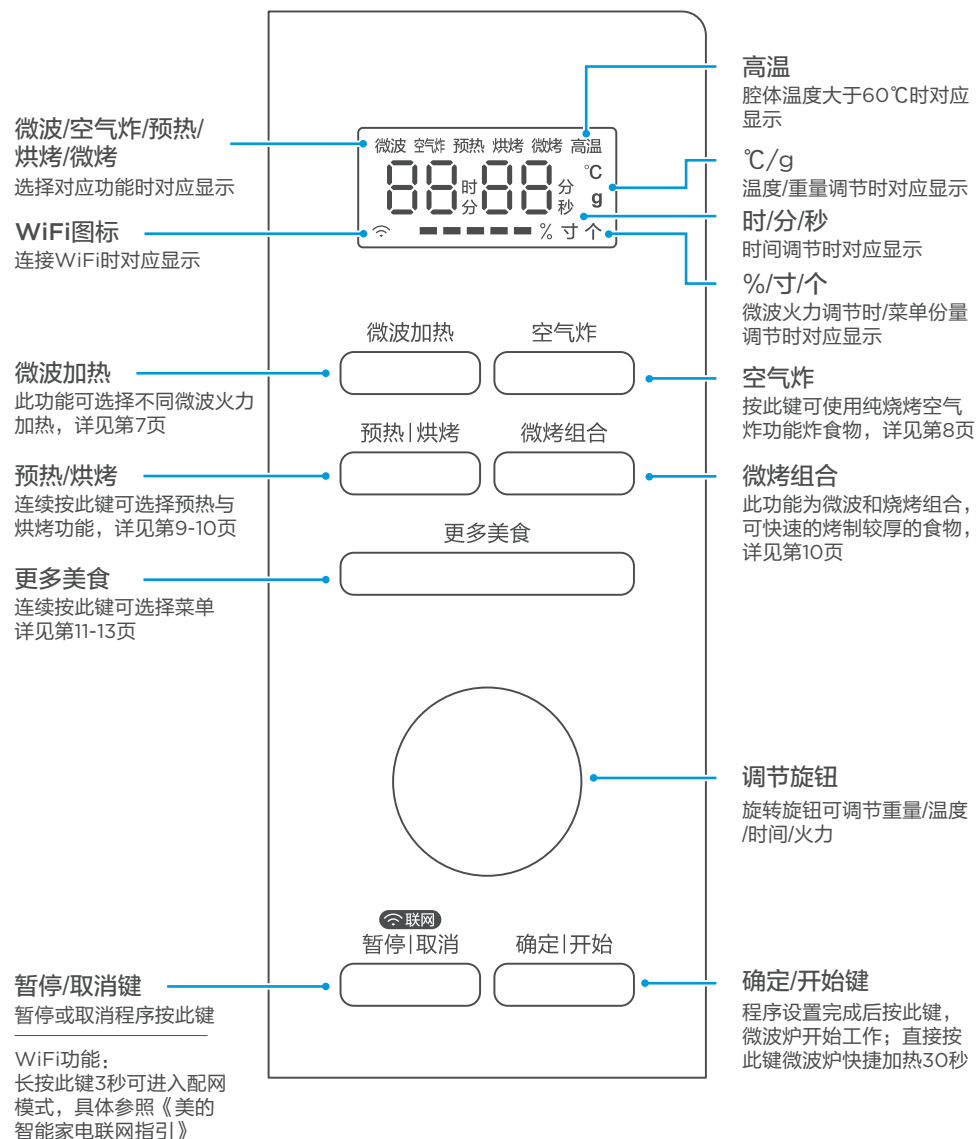 微波/空气炸/预热/
烘烤/微烤
选择对应功能时对应显示
WiFi图标
连接WiFi时对应显示
微波加热
此功能可选择不同微波火力
加热，详见第7页
预热/烘烤
连续按此键可选择预热与
烘烤功能，详见第9-10页
更多美食
连续按此键可选择菜单
详见第11-13页
暂停/取消键
暂停或取消程序按此键
WiFi功能：
长按此键3秒可进入配网
模式，具体参照《美的
智能家电联网指引》
微波 空气炸 预热 烘烤 微烤 高温
88 时 88 分 ℃
分 秒 g
% 寸 个
微波加热 空气炸
预热|烘烤 微烤组合
更多美食
联网
暂停|取消 确定|开始
高温
腔体温度大于60℃时对应
显示
℃/g
温度/重量调节时对应显示
时/分/秒
时间调节时对应显示
%/寸/个
微波火力调节时/菜单份量
调节时对应显示
空气炸
按此键可使用纯烧烤空气
炸功能炸食物，详见第8页
微烤组合
此功能为微波和烧烤组合，
可快速的烤制较厚的食物，
详见第10页
调节旋钮
旋转旋钮可调节重量/温度
/时间/火力
确定/开始键
程序设置完成后按此键，
微波炉开始工作；直接按
此键微波炉快捷加热30秒